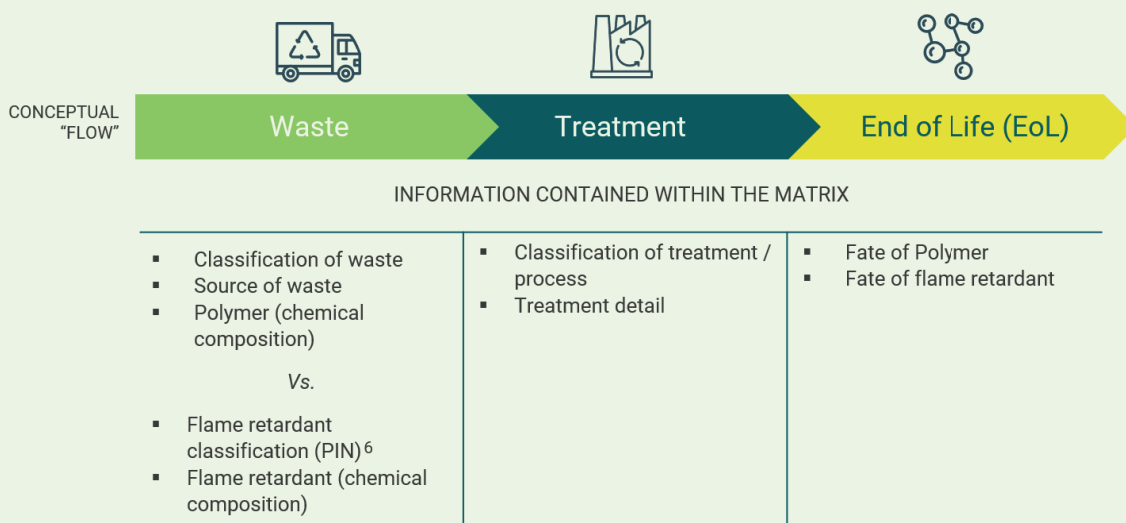 CONCEPTUAL
"FLOW"
Waste
Treatment
End of Life (EoL)
INFORMATION CONTAINED WITHIN THE MATRIX
▪ Classification of waste
▪ Source of waste
▪ Polymer (chemical
composition)
Vs.
▪ Flame retardant
classification (PIN)⁶
▪ Flame retardant (chemical
composition)
▪ Classification of treatment /
process
▪ Treatment detail
▪ Fate of Polymer
▪ Fate of flame retardant